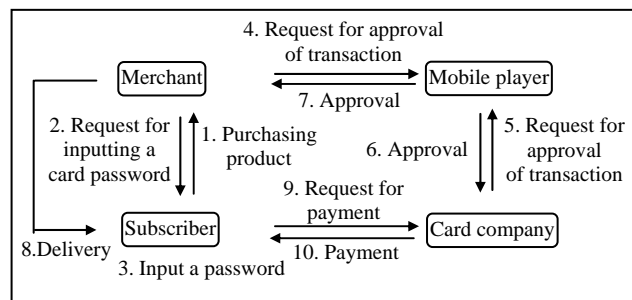 4. Request for approval
of transaction
Merchant
Mobile player
7. Approval
2. Request for
inputting a
card password
1. Purchasing
product
6. Approval
5. Request for
approval
of transaction
9. Request for
payment
Subscriber
Card company
8.Delivery
10. Payment
3. Input a password